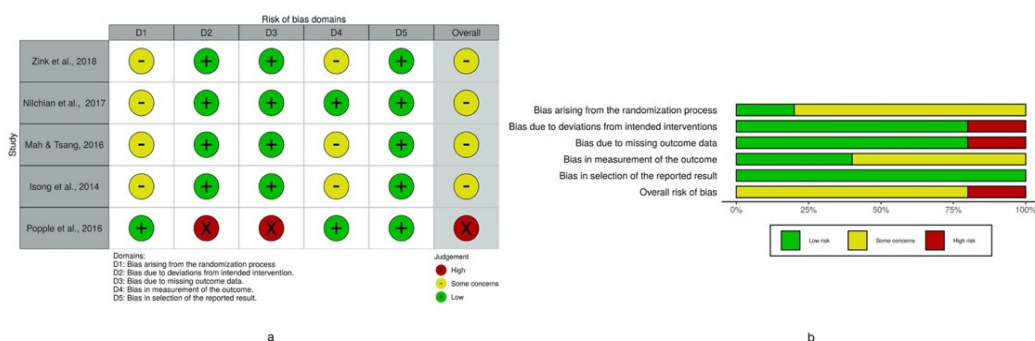 Risk of bias domains
D1 D2 D3 D4 D5 Overall
Study
Zink et al., 2018 - + + - + -
Nilchian et al., 2017 - + + + + -
Mah & Tsang, 2016 - + + - + -
Isong et al., 2014 - + + - + -
Popple et al., 2016 + X X + + X
Domains:
D1: Bias arising from the randomization process
D2: Bias due to deviations from intended intervention.
D3: Bias due to missing outcome data.
D4: Bias in measurement of the outcome.
D5: Bias in selection of the reported result.
Judgement
X High
- Some concerns
+ Low
a
Bias arising from the randomization process
Bias due to deviations from intended interventions
Bias due to missing outcome data
Bias in measurement of the outcome
Bias in selection of the reported result
Overall risk of bias
0% 25% 50% 75% 100%
Low risk Some concerns High risk
b